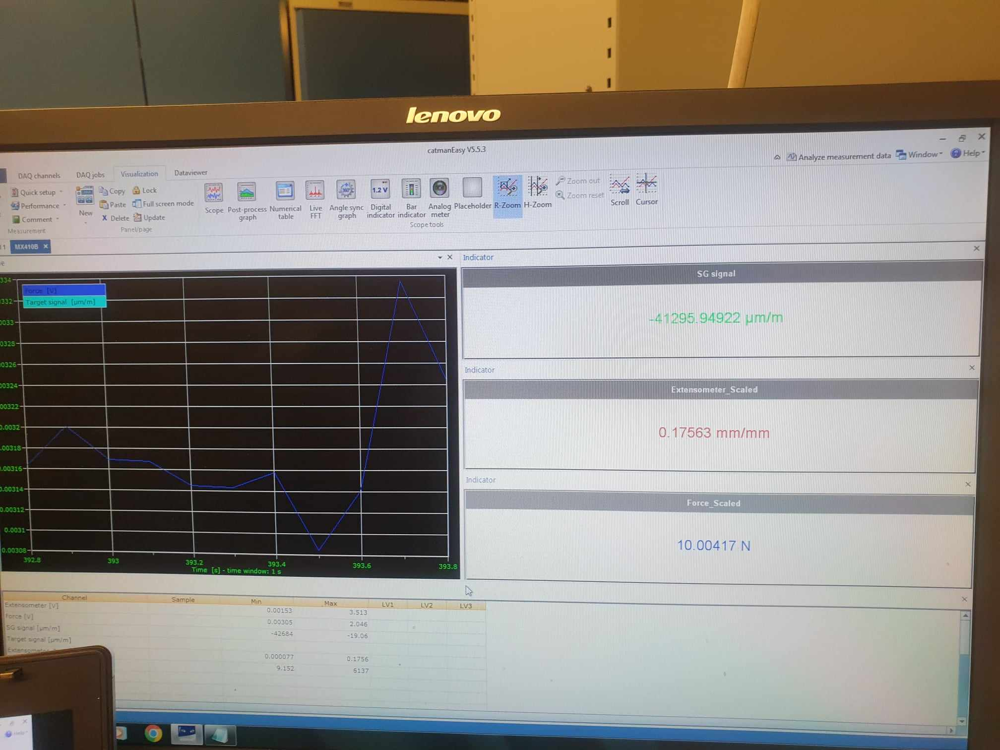 lenovo
catmanEasy V5.5.3
Analyze measurement data Window Help
DAQ channels DAQ jobs Visualization Dataviewer
Quick setup
Performance
Comment
Measurement
New
Copy
Paste
X Delete
Lock
Full screen mode
Update
Panel/page
Scope
Post-process graph
Numerical table
Live FFT
Angle sync graph
1.2 V
Digital indicator
Bar indicator
Analog meter
Placeholder
R-Zoom
H-Zoom
Zoom out
Zoom reset
Scroll
Cursor
Scope tools
MX410B
Force [V]
Target signal [µm/m]
334
332
0033
0328
0326
00324
00322
0.0032
0.00318
0.00316
0.00314
0.00312
0.0031
0.00308
392.8 393 393.2 393.4 393.6 393.8
Time [s] - time window: 1 s
Indicator
SG signal
-41295.94922 µm/m
Indicator
Extensometer_Scaled
0.17563 mm/mm
Indicator
Force_Scaled
10.00417 N
Channel Sample Min Max LV1 LV2 LV3
Extensometer [V] 0.00153 3.513
Force [V] 0.00305 2.046
SG signal [µm/m] -42684 -19.06
Target signal [µm/m]
0.000077 0.1756
9.152 6137
Help